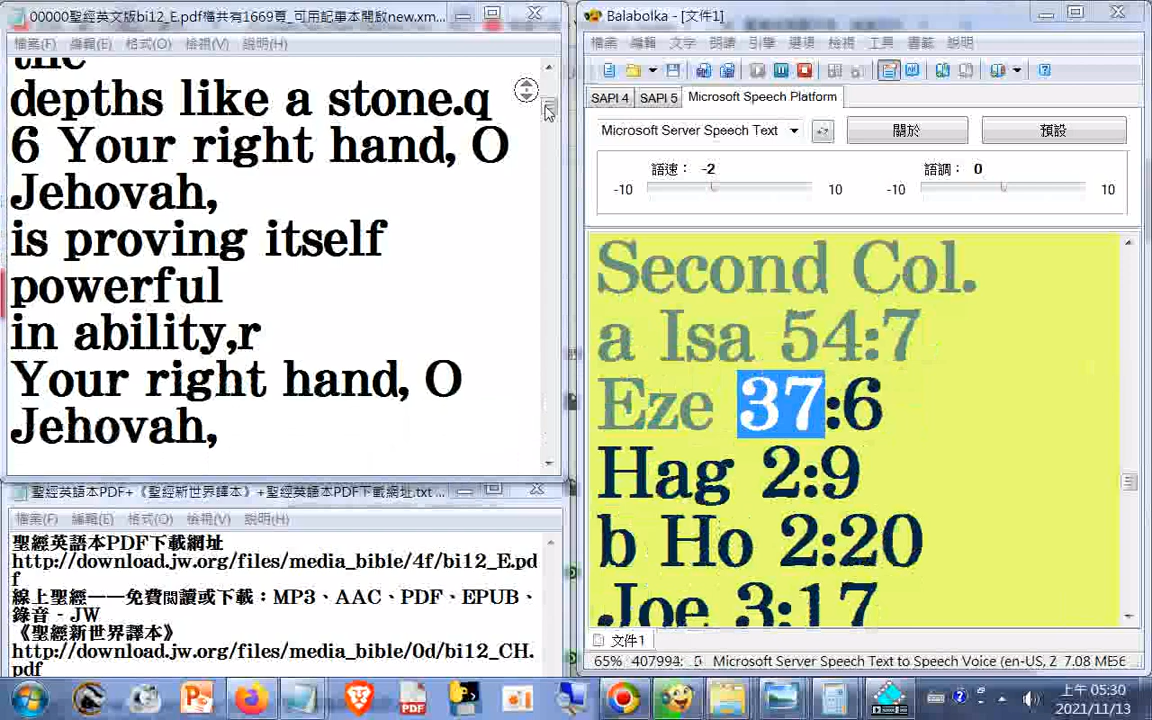 00000聖經英文版bi12_E.pdf檔共有1669頁_可用記事本開啟new.xm...
檔案(F) 編輯(E) 格式(O) 檢視(V) 說明(H)
the
depths like a stone.q
6 Your right hand, O
Jehovah,
is proving itself
powerful
in ability,r
Your right hand, O
Jehovah,
聖經英語本PDF+《聖經新世界譯本》+聖經英語本PDF下載網址.txt ...
檔案(F) 編輯(E) 格式(O) 檢視(V) 說明(H)
聖經英語本PDF下載網址
http://download.jw.org/files/media_bible/4f/bi12_E.pd
f
線上聖經——免費閱讀或下載：MP3、AAC、PDF、EPUB、
錄音 - JW
《聖經新世界譯本》
http://download.jw.org/files/media_bible/0d/bi12_CH.
pdf
Balabolka - [文件1]
檔案 編輯 文字 朗讀 引擎 選項 檢視 工具 書籤 說明
SAPI 4 SAPI 5 Microsoft Speech Platform
Microsoft Server Speech Text 關於 預設
語速： -2 語調： 0
-10 10 -10 10
Second Col.
a Isa 54:7
Eze 37:6
Hag 2:9
b Ho 2:20
Joe 3:17
文件1
65% 407994: Microsoft Server Speech Text to Speech Voice (en-US, 7.08 ME
PDF
上午 05:30
2021/11/13